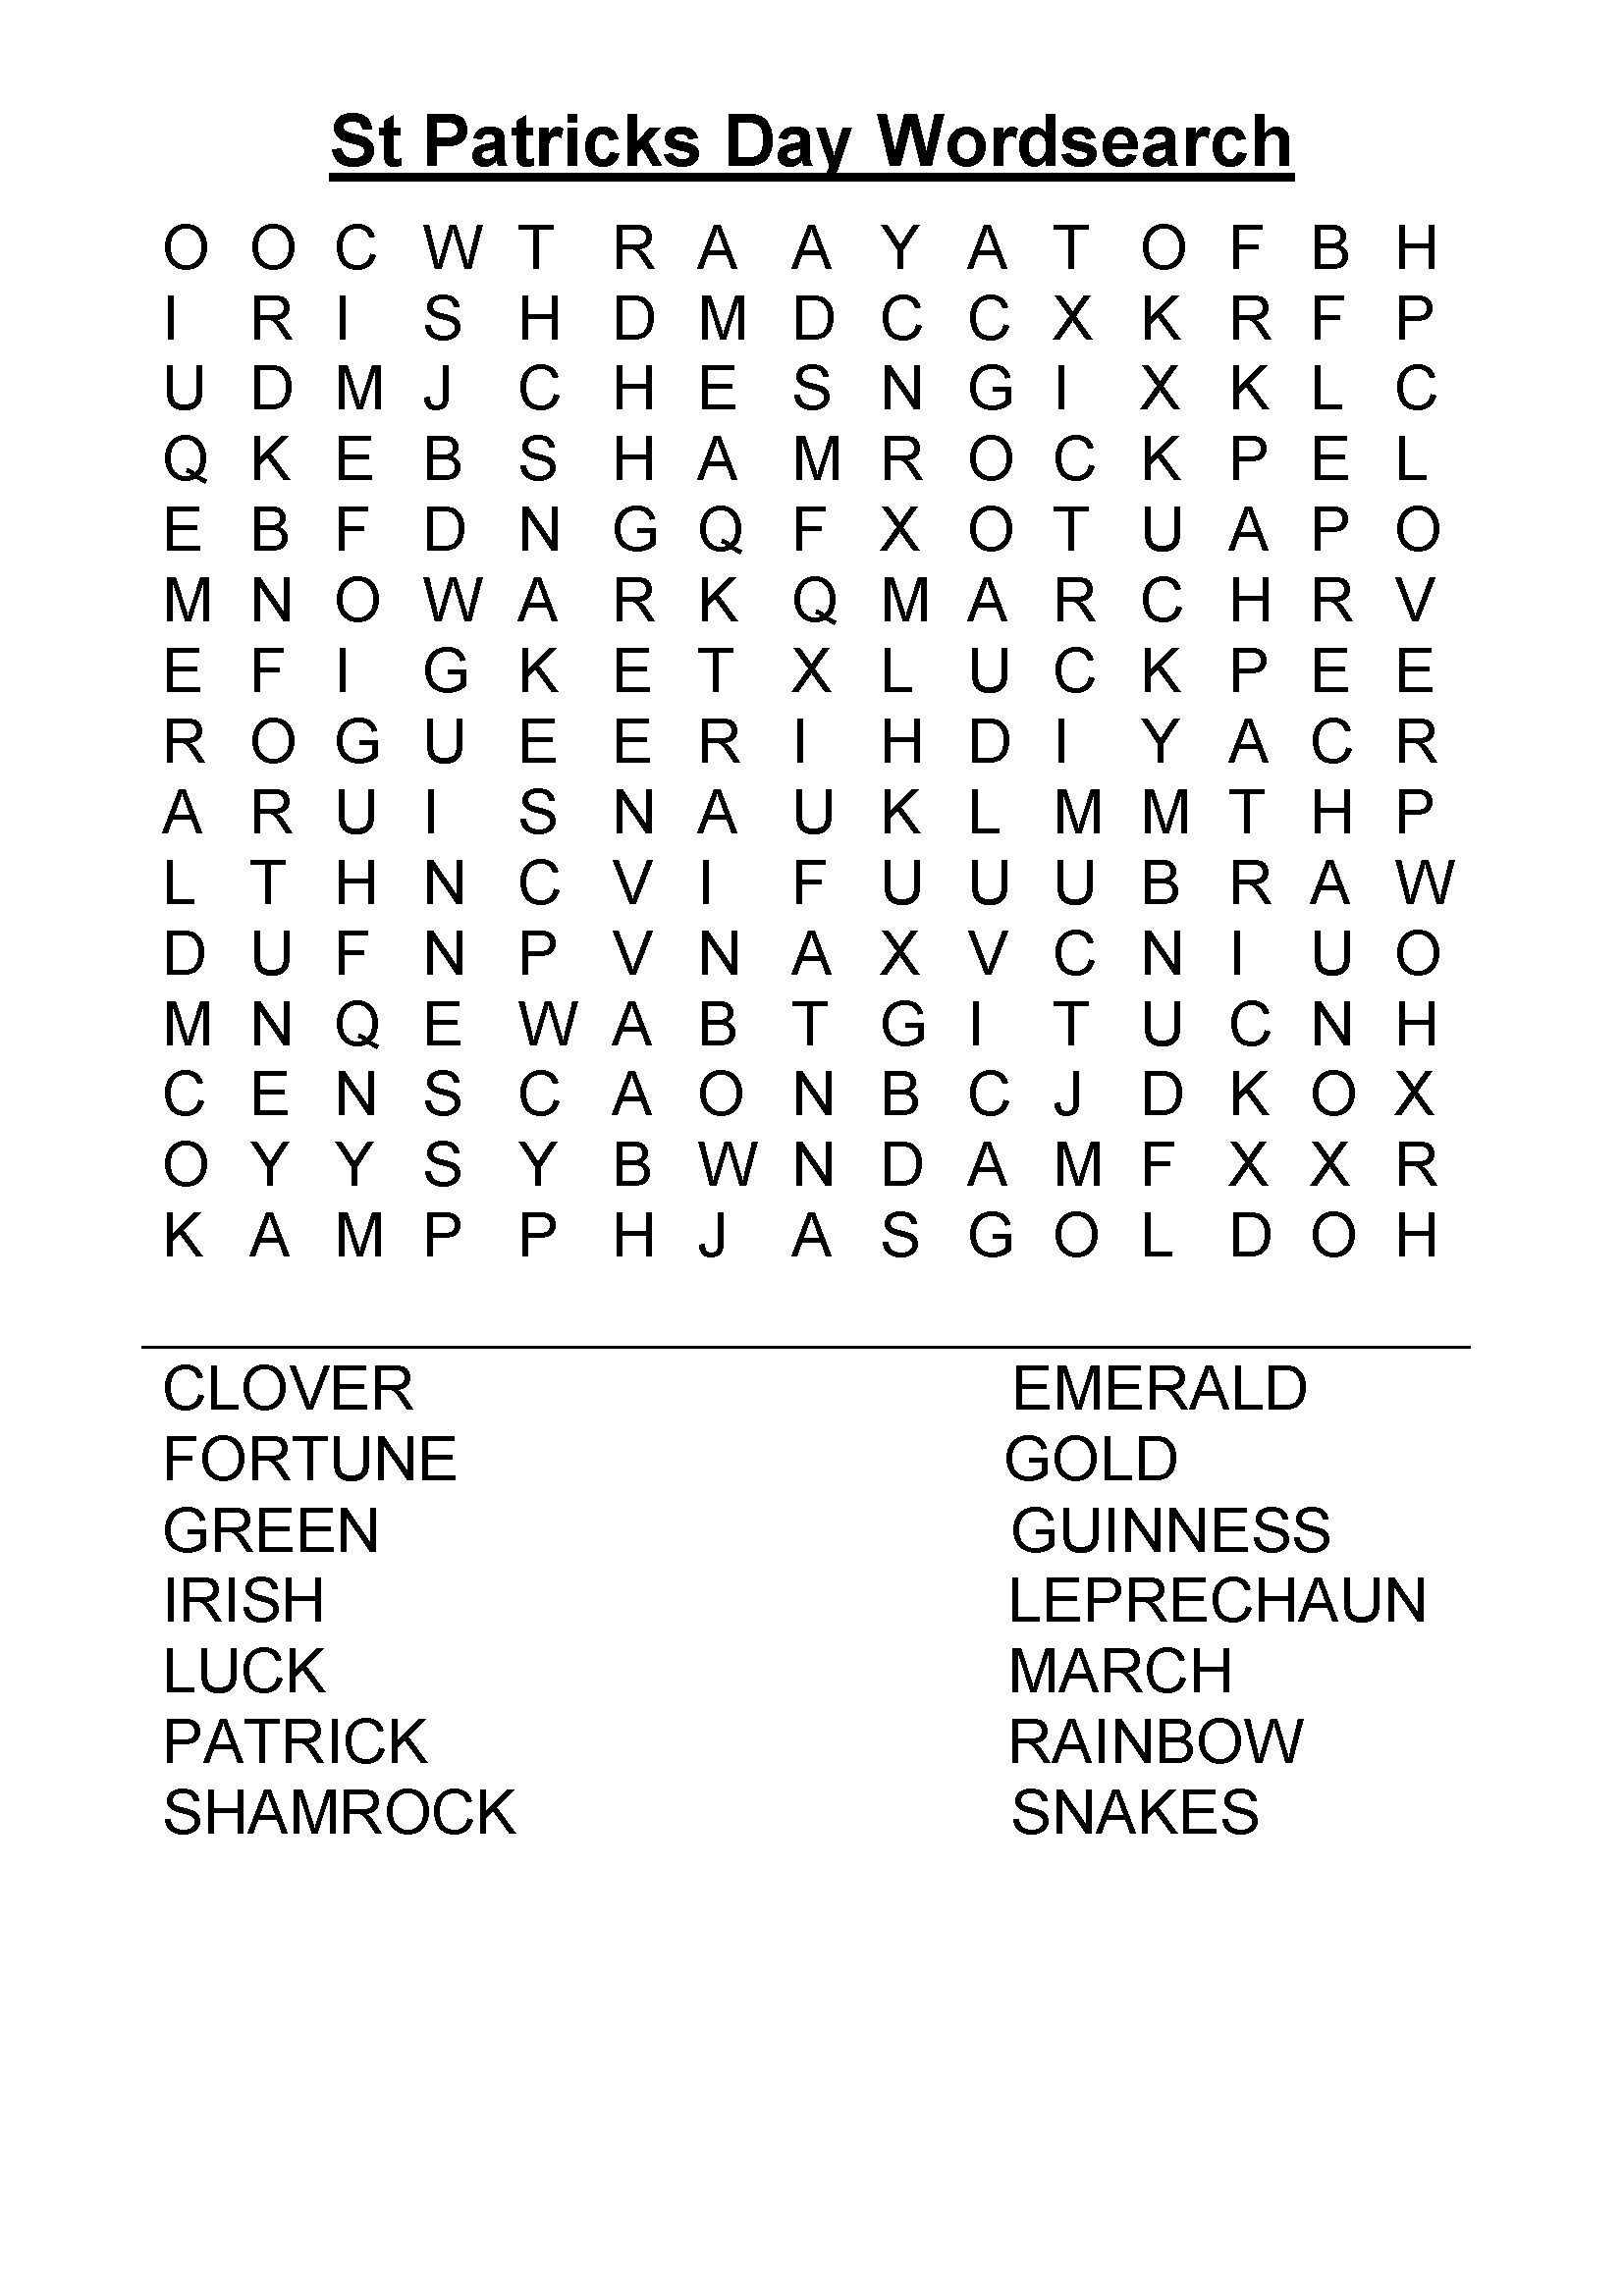 St Patricks Day Wordsearch
O O C W T R A A Y A T O F B H
I R I S H D M D C C X K R F P
U D M J C H E S N G I X K L C
Q K E B S H A M R O C K P E L
E B F D N G Q F X O T U A P O
M N O W A R K Q M A R C H R V
E F I G K E T X L U C K P E E
R O G U E E R I H D I Y A C R
A R U I S N A U K L M M T H P
L T H N C V I F U U U B R A W
D U F N P V N A X V C N I U O
M N Q E W A B T G I T U C N H
C E N S C A O N B C J D K O X
O Y Y S Y B W N D A M F X X R
K A M P P H J A S G O L D O H
CLOVER EMERALD
FORTUNE GOLD
GREEN GUINNESS
IRISH LEPRECHAUN
LUCK MARCH
PATRICK RAINBOW
SHAMROCK SNAKES